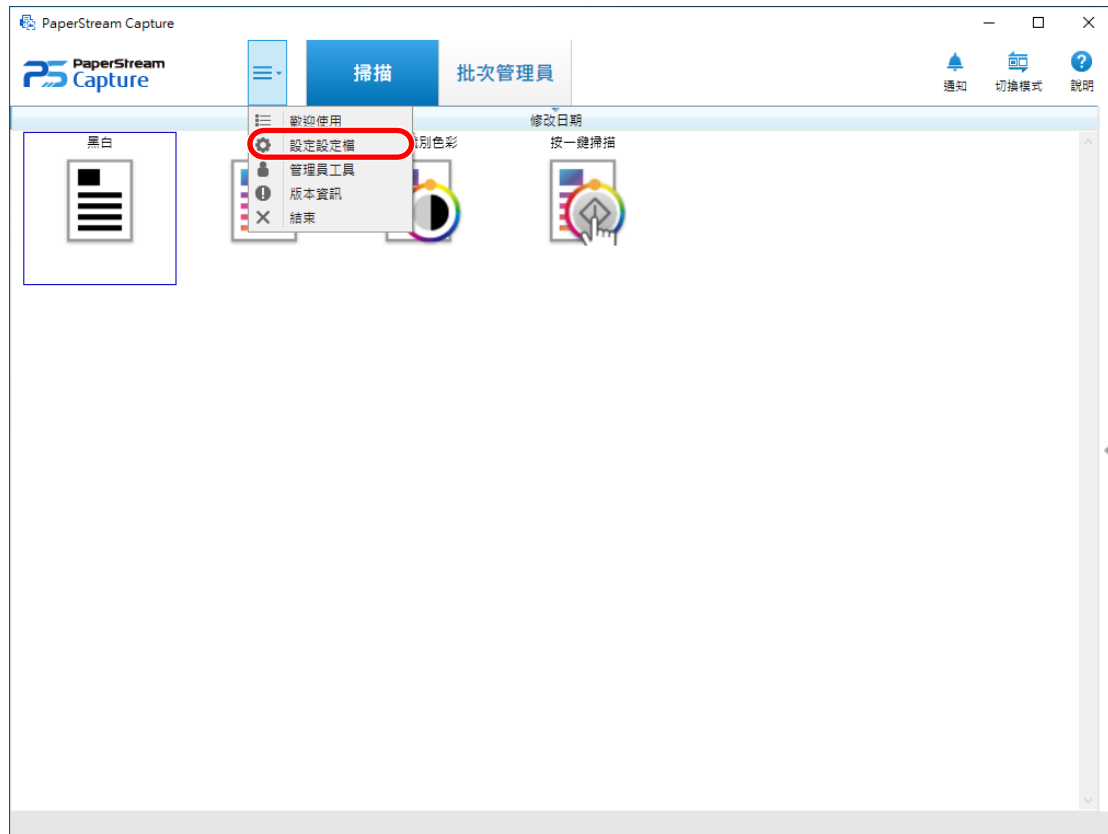 PaperStream Capture
PaperStream
Capture
掃描
批次管理員
通知
切換模式
說明
歡迎使用
設定設定檔
管理員工具
版本資訊
結束
修改日期
黑白
別色彩
按一鍵掃描